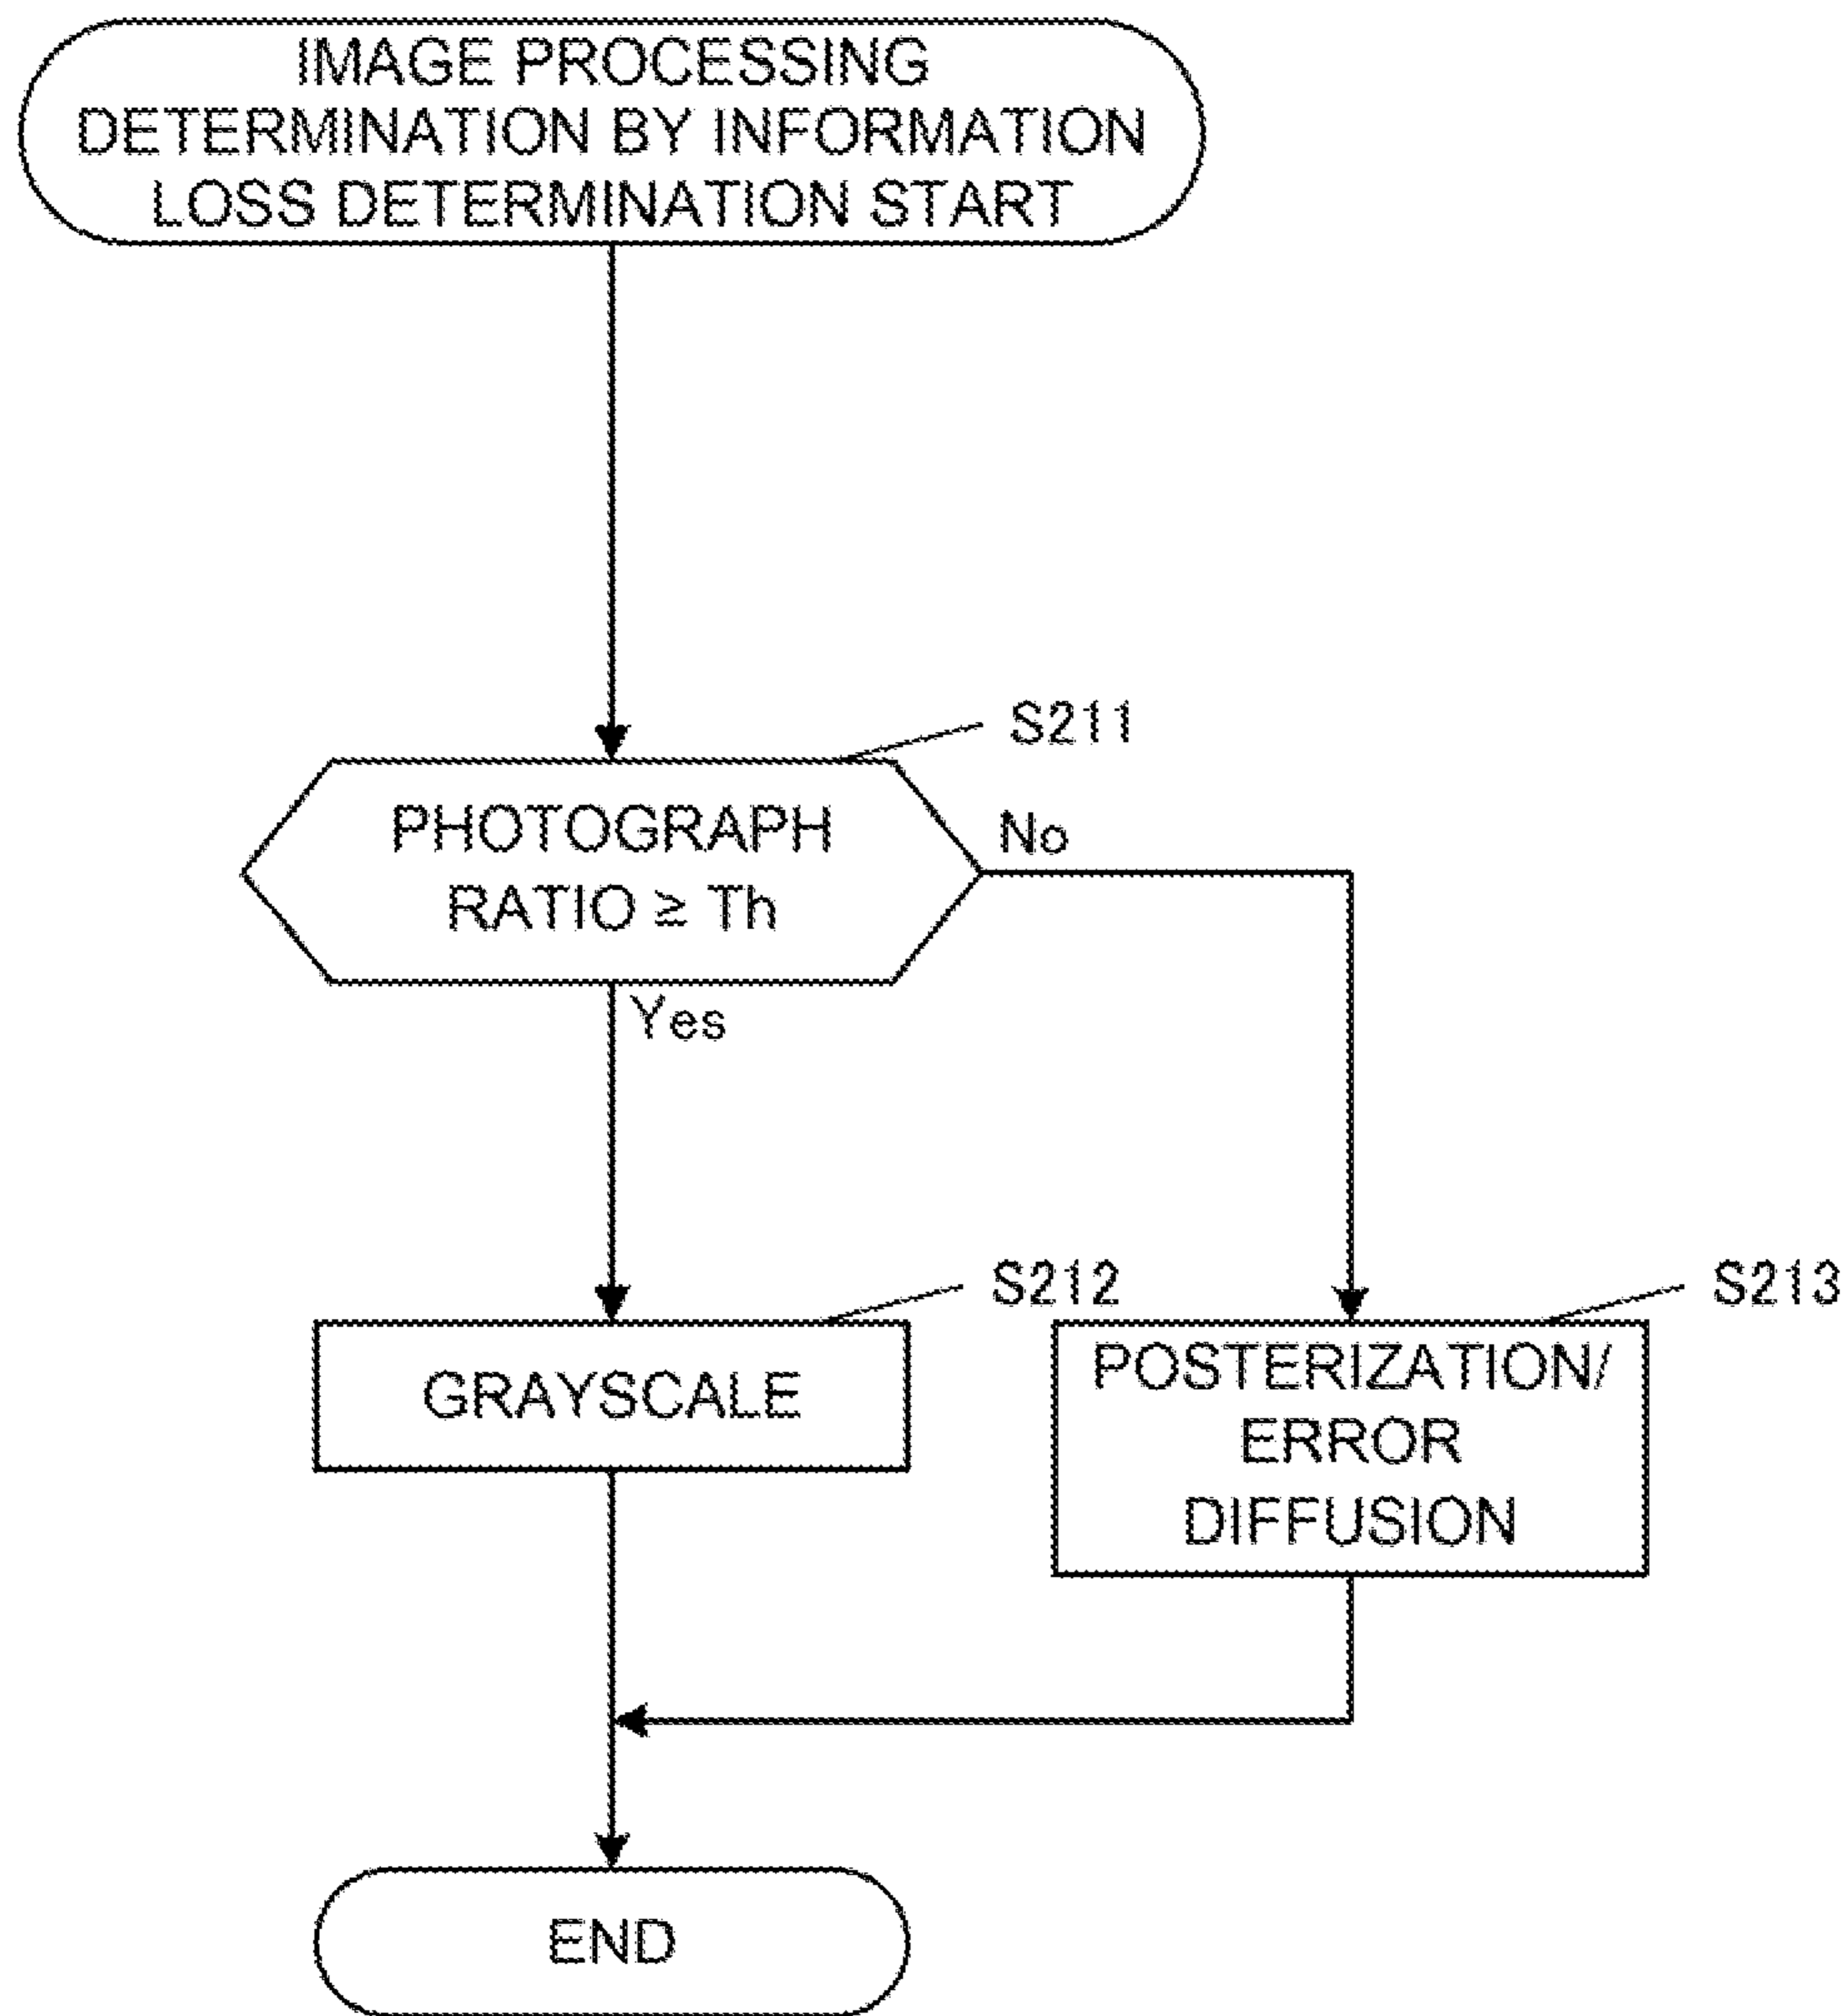 IMAGE PROCESSING
DETERMINATION BY INFORMATION
LOSS DETERMINATION START
S211
PHOTOGRAPH
RATIO ≧ Th
No
Yes
S212
GRAYSCALE
S213
POSTERIZATION/
ERROR
DIFFUSION
END